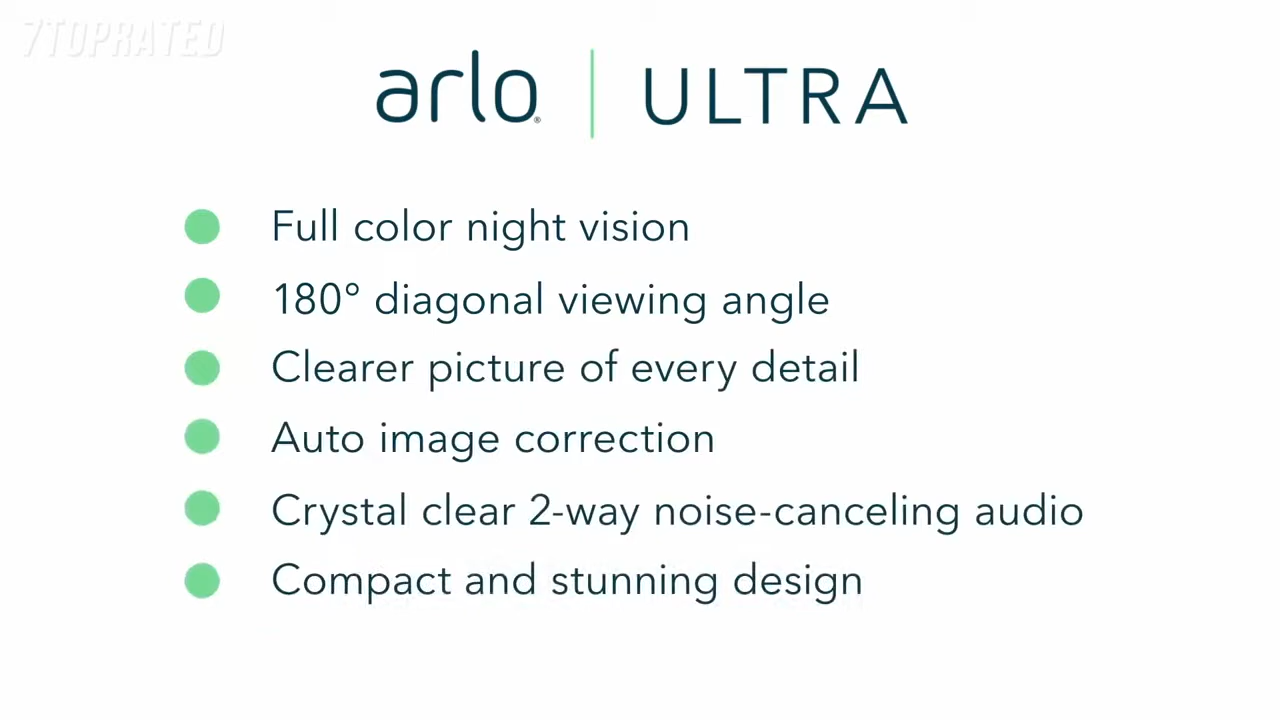 7TOPRATED
arlo® | ULTRA
Full color night vision
180° diagonal viewing angle
Clearer picture of every detail
Auto image correction
Crystal clear 2-way noise-canceling audio
Compact and stunning design